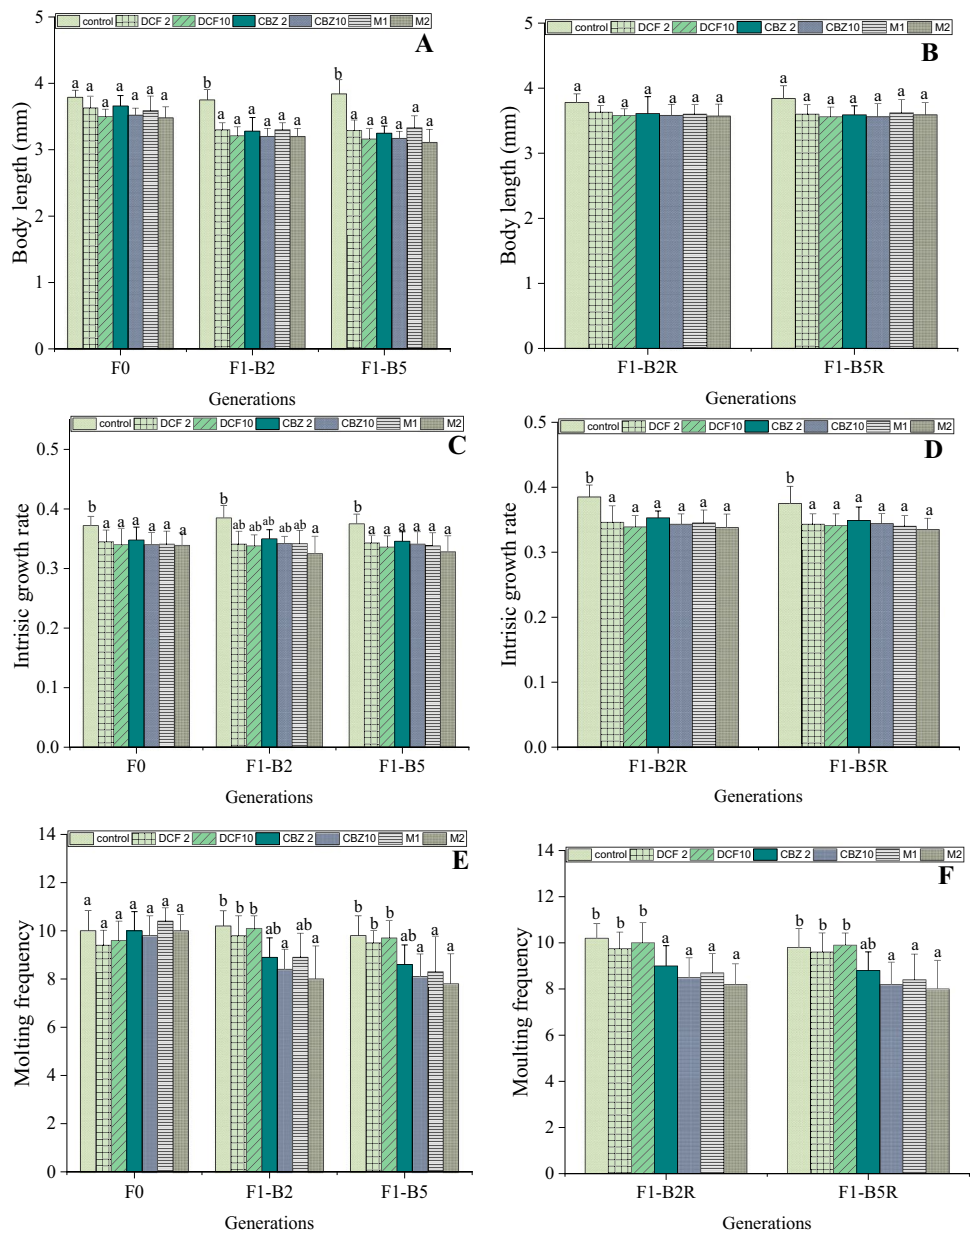 control DCF 2 DCF10 CBZ 2 CBZ10 M1 M2
A
Body length (mm)
5
4
3
2
1
0
a a a a a a a
b a a a a a a
b a a a a a a
F0 F1-B2 F1-B5
Generations
control DCF 2 DCF10 CBZ 2 CBZ10 M1 M2
B
Body length (mm)
5
4
3
2
1
0
a a a a a a a
a a a a a a a
F1-B2R F1-B5R
Generations
control DCF 2 DCF10 CBZ 2 CBZ10 M1 M2
C
Intrisic growth rate
0.5
0.4
0.3
0.2
0.1
0.0
b a a a a a a
b ab ab ab ab ab a
b a a a a a a
F0 F1-B2 F1-B5
Generations
control DCF 2 DCF10 CBZ 2 CBZ10 M1 M2
D
Intrisic growth rate
0.5
0.4
0.3
0.2
0.1
0.0
b a a a a a a
b a a a a a a
F1-B2R F1-B5R
Generations
control DCF 2 DCF10 CBZ 2 CBZ10 M1 M2
E
Molting frequency
14
12
10
8
6
4
2
0
a a a a a a a
b b b ab a ab a
b b b ab a a a
F0 F1-B2 F1-B5
Generations
control DCF 2 DCF10 CBZ 2 CBZ10 M1 M2
F
Moulting frequency
14
12
10
8
6
4
2
0
b b b a a a a
b b b ab a a a
F1-B2R F1-B5R
Generations